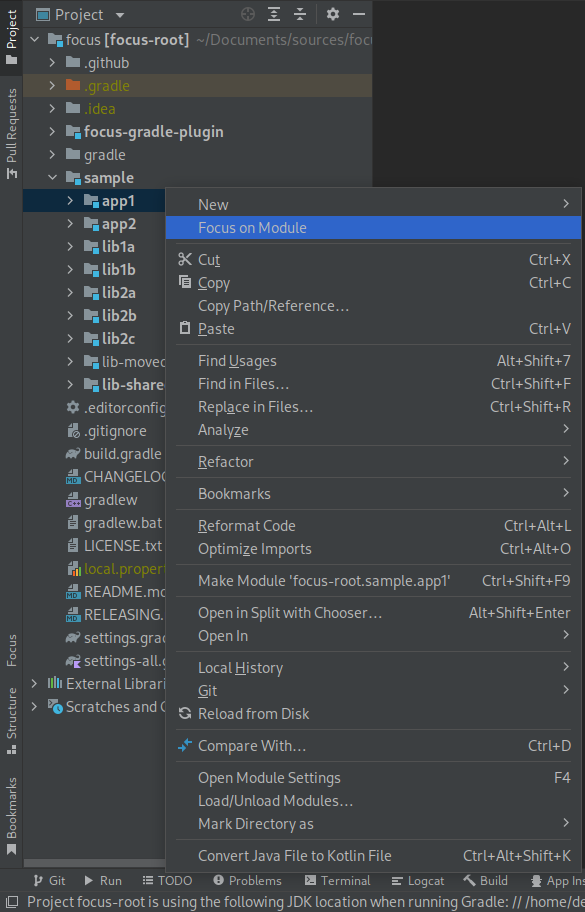 Project
Project
Pull Requests
focus [focus-root] ~/Documents/sources/focu
.github
.gradle
.idea
focus-gradle-plugin
gradle
sample
app1
app2
lib1a
lib1b
lib2a
lib2b
lib2c
lib-moved
lib-share
.editorconfig
.gitignore
build.gradle
CHANGELOG
gradlew
gradlew.bat
LICENSE.txt
local.propert
README.md
RELEASING.
settings.grad
settings-all.g
External Librari
Scratches and C
Focus
Structure
Bookmarks
New
Focus on Module
Cut Ctrl+X
Copy Ctrl+C
Copy Path/Reference...
Paste Ctrl+V
Find Usages Alt+Shift+7
Find in Files... Ctrl+Shift+F
Replace in Files... Ctrl+Shift+R
Analyze
Refactor
Bookmarks
Reformat Code Ctrl+Alt+L
Optimize Imports Ctrl+Alt+O
Make Module 'focus-root.sample.app1' Ctrl+Shift+F9
Open in Split with Chooser... Alt+Shift+Enter
Open In
Local History
Git
Reload from Disk
Compare With... Ctrl+D
Open Module Settings F4
Load/Unload Modules...
Mark Directory as
Convert Java File to Kotlin File Ctrl+Alt+Shift+K
Git Run TODO Problems Terminal Logcat Build App Ins
Project focus-root is using the following JDK location when running Gradle: // /home/de